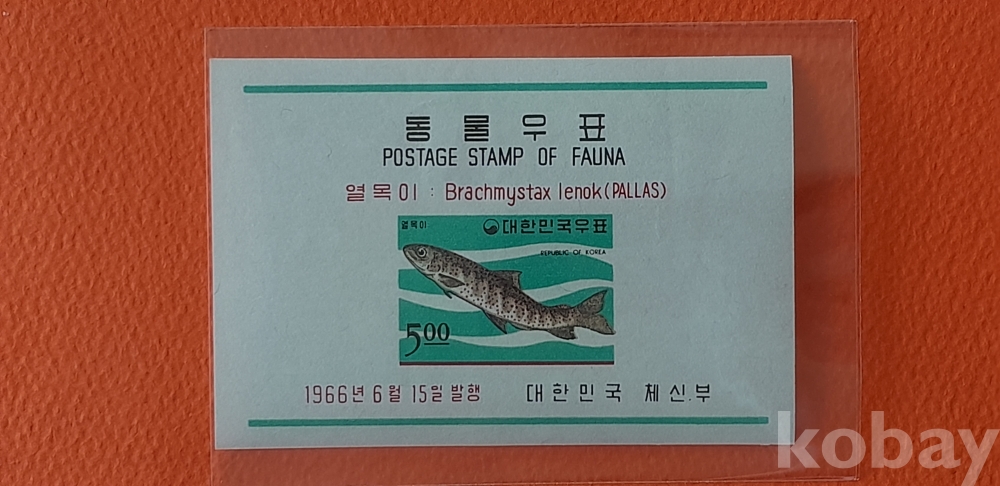 동물우표
POSTAGE STAMP OF FAUNA
열목이 : Brachmystax lenok (PALLAS)
열목이 대한민국우표
REPUBLIC OF KOREA
5.00
1966년 6월 15일 발행 대한민국 체신부
kobay